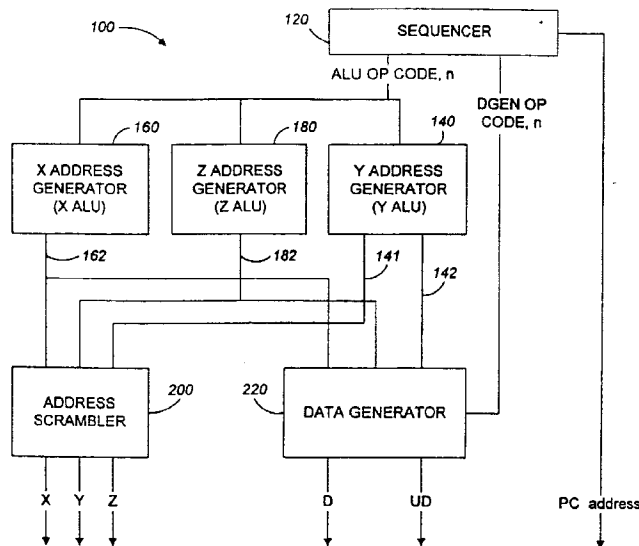 100
120
SEQUENCER
ALU OP CODE, n
DGEN OP
CODE, n
160
180
140
X ADDRESS
GENERATOR
(X ALU)
Z ADDRESS
GENERATOR
(Z ALU)
Y ADDRESS
GENERATOR
(Y ALU)
162
182
141
142
ADDRESS
SCRAMBLER
200
220
DATA GENERATOR
X
Y
Z
D
UD
PC address